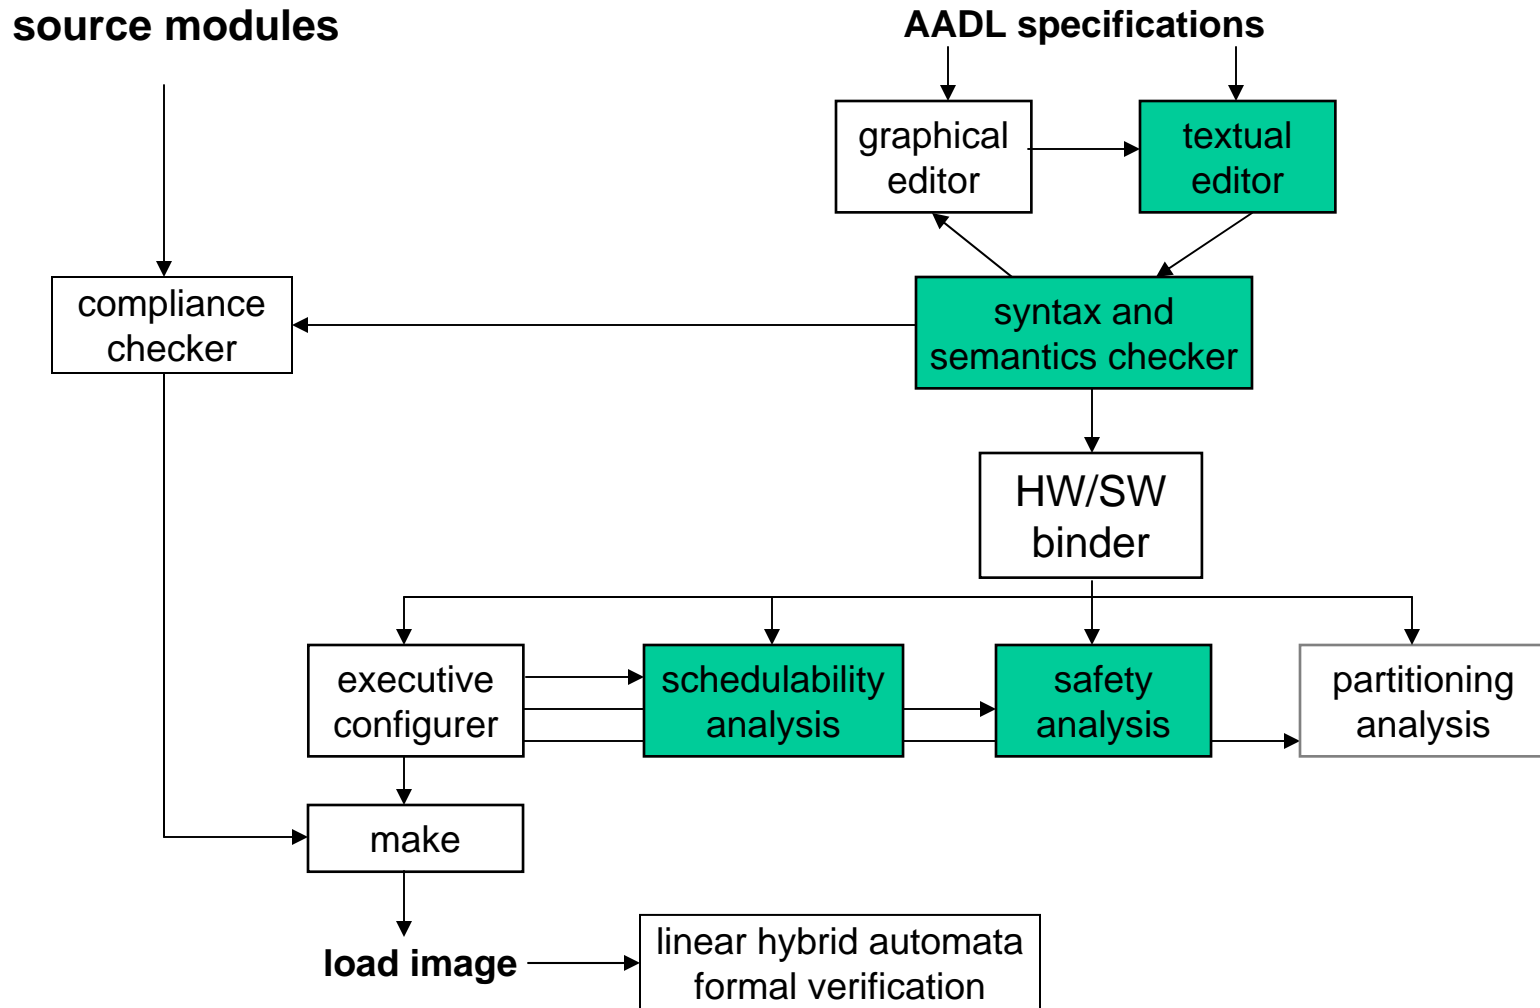 source modules
AADL specifications
graphical
editor
textual
editor
compliance
checker
syntax and
semantics checker
HW/SW
binder
executive
configurer
schedulability
analysis
safety
analysis
partitioning
analysis
make
load image
linear hybrid automata
formal verification